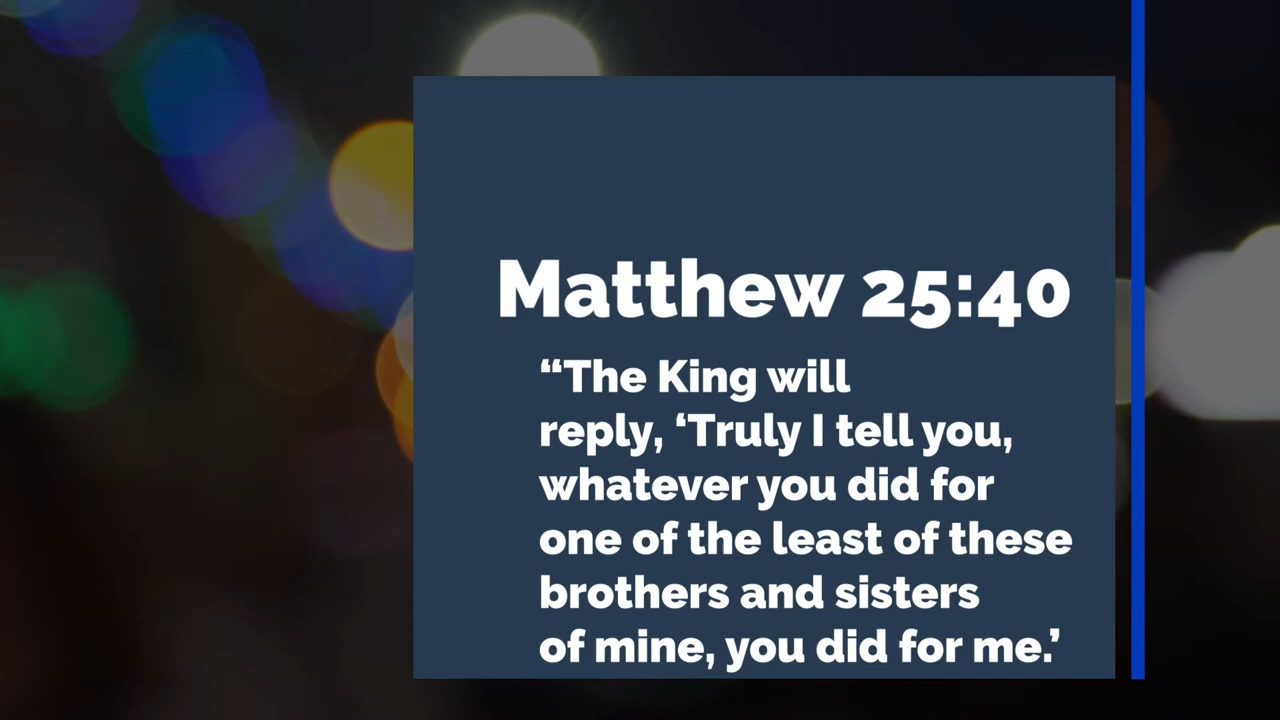 Matthew 25:40
“The King will
reply, ‘Truly I tell you,
whatever you did for
one of the least of these
brothers and sisters
of mine, you did for me.’